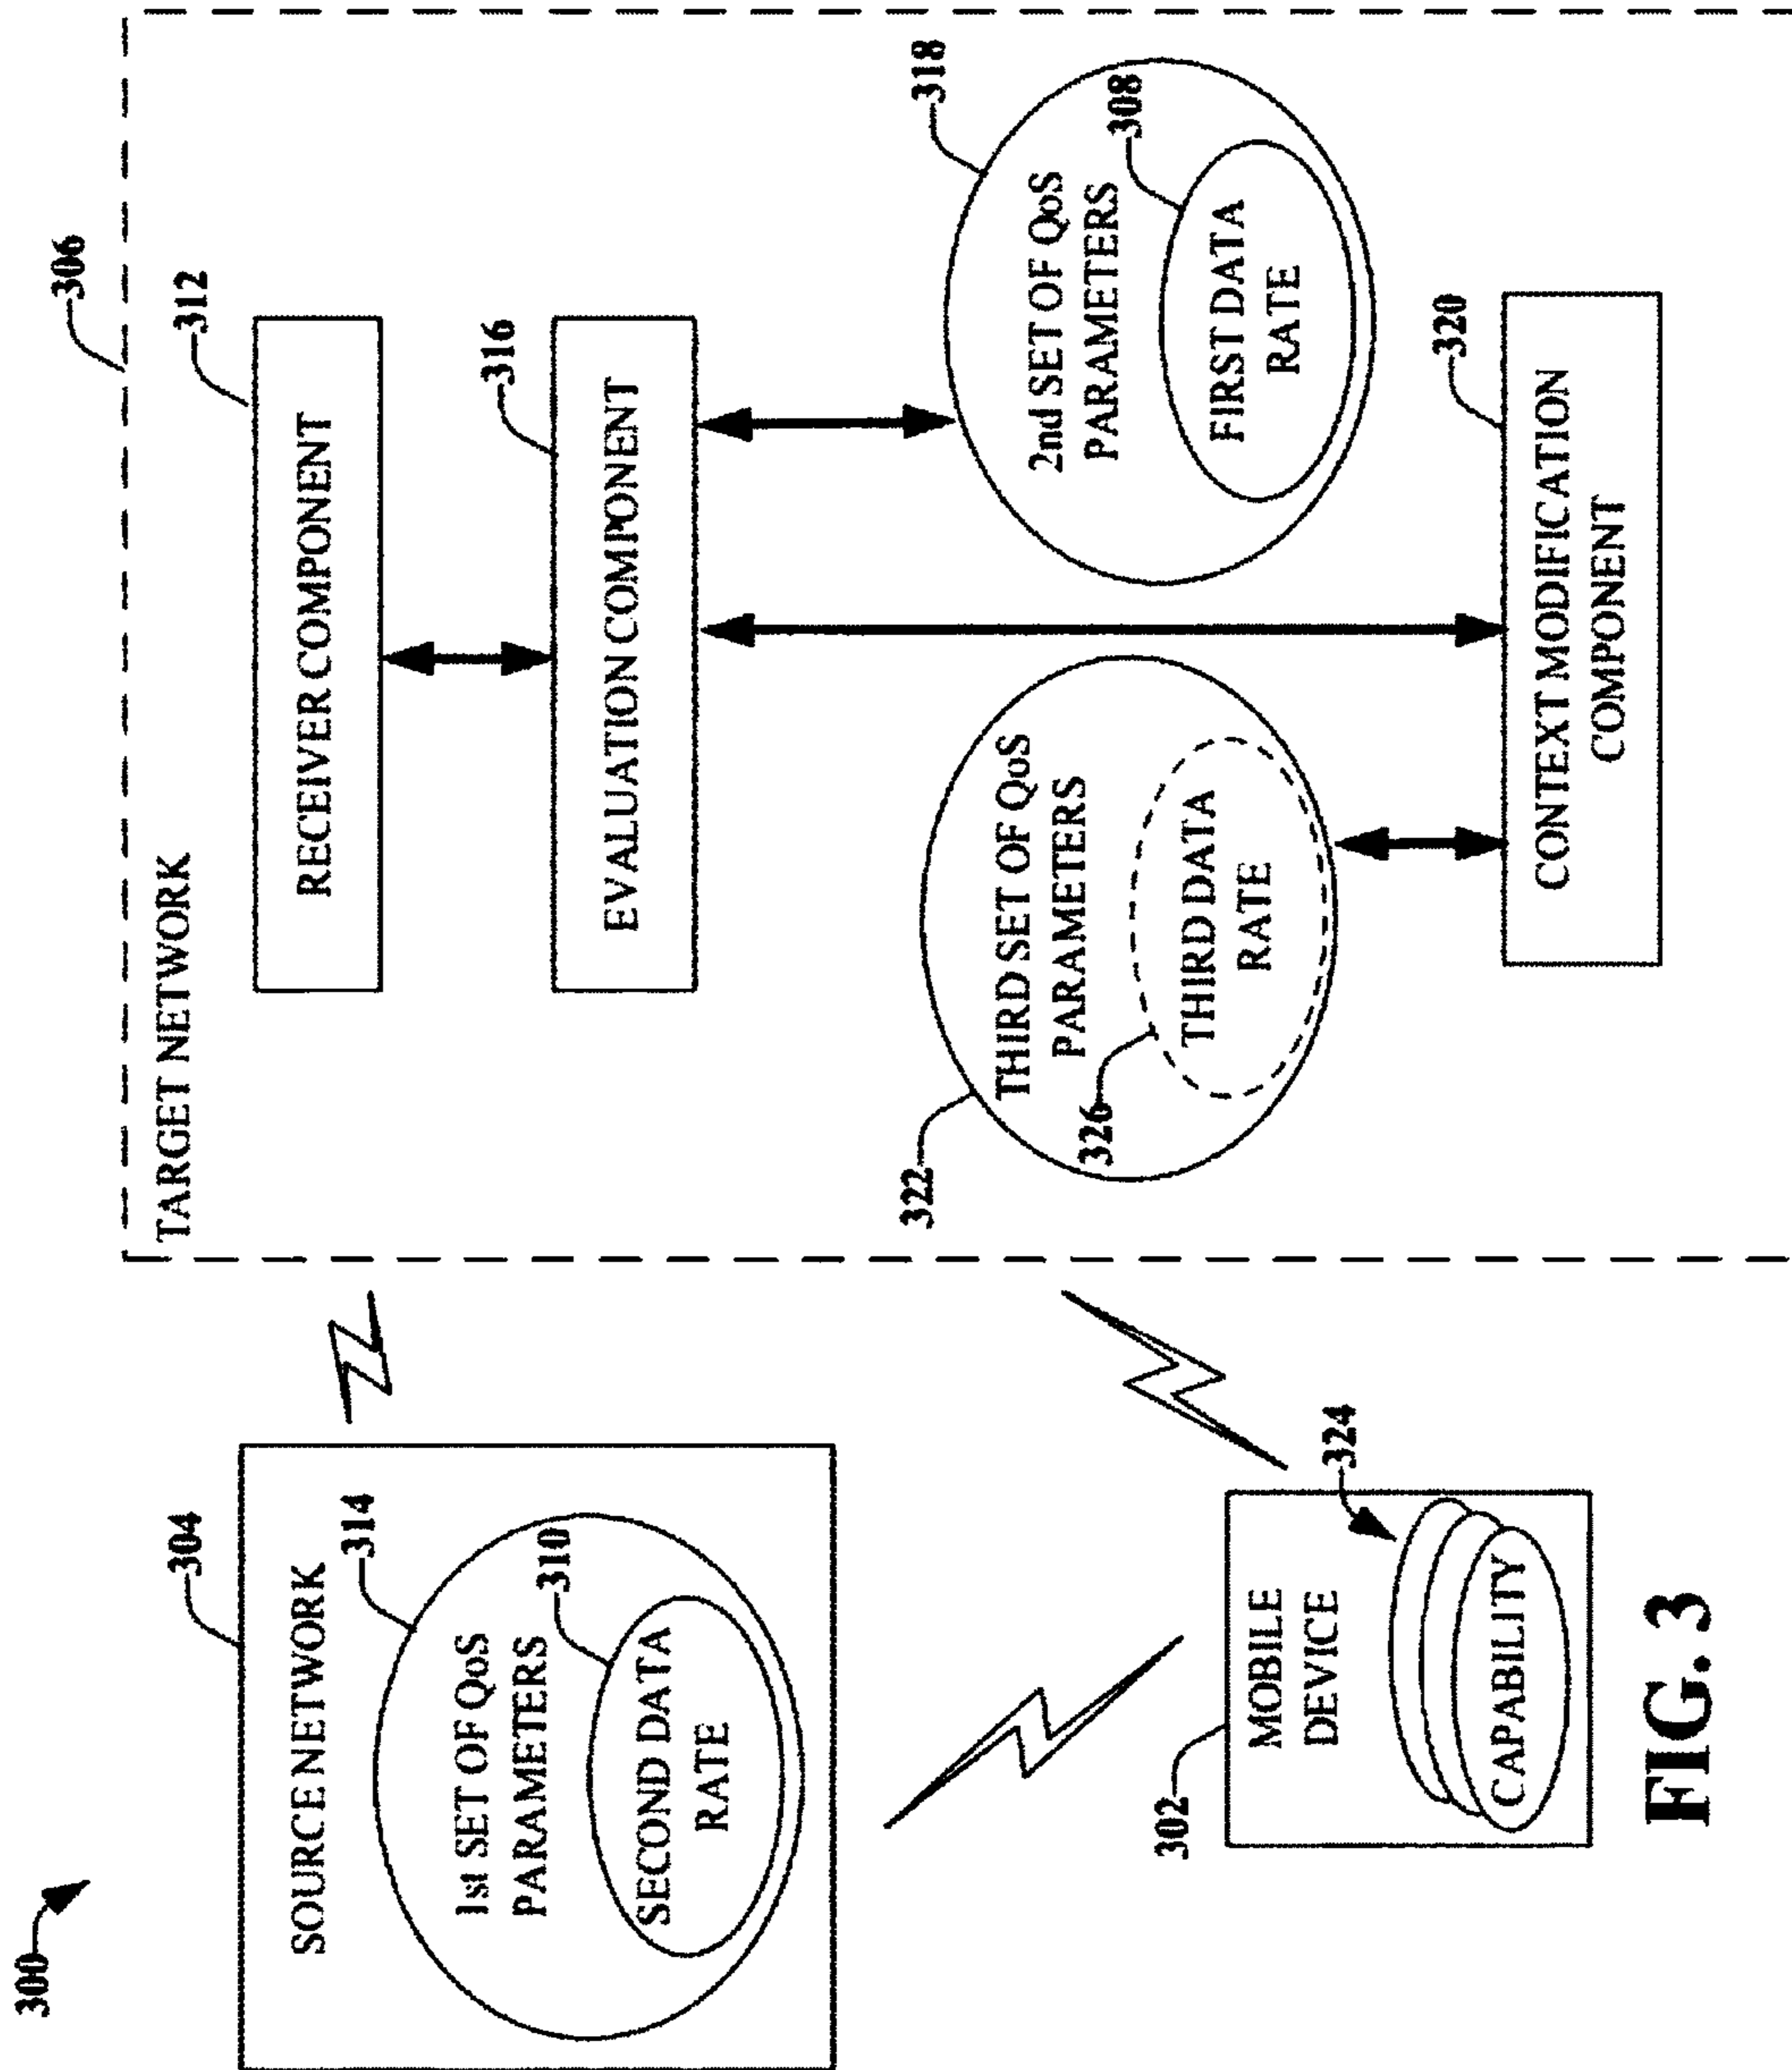 300
304
SOURCE NETWORK
314
1st SET OF QoS
PARAMETERS
310
SECOND DATA
RATE
302
MOBILE
DEVICE
324
CAPABILITY
306
TARGET NETWORK
312
RECEIVER COMPONENT
316
EVALUATION COMPONENT
322
THIRD SET OF QoS
PARAMETERS
326
THIRD DATA
RATE
318
2nd SET OF QoS
PARAMETERS
308
FIRST DATA
RATE
320
CONTEXT MODIFICATION
COMPONENT
FIG. 3